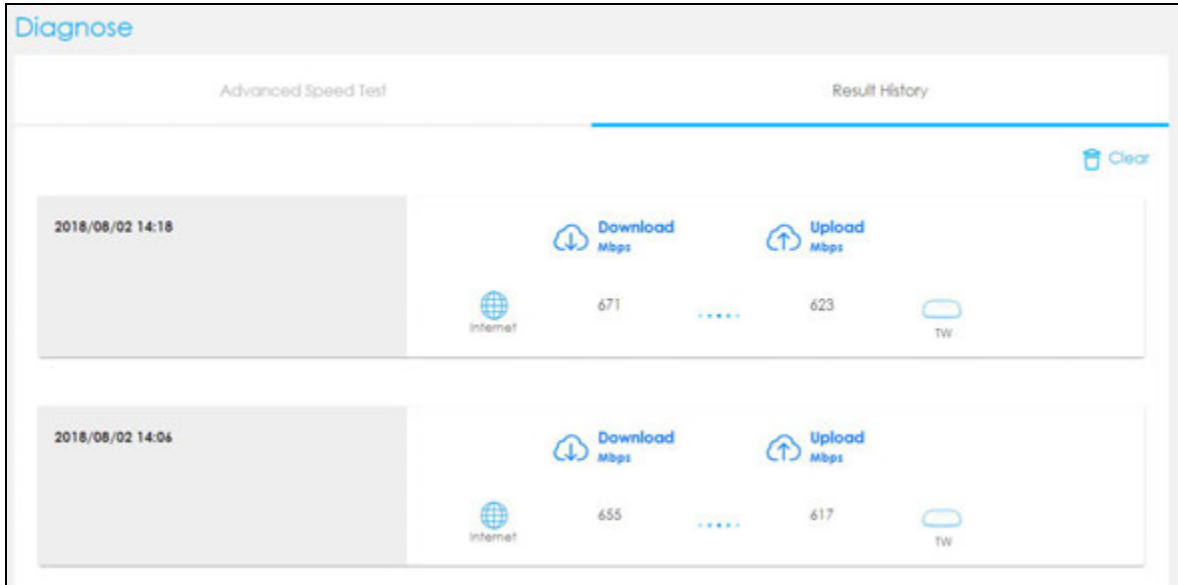 Diagnose
Advanced Speed Test Result History
Clear
2018/08/02 14:18 Download Upload
Mbps Mbps
671 623
Internet TW
2018/08/02 14:06 Download Upload
Mbps Mbps
655 617
Internet TW